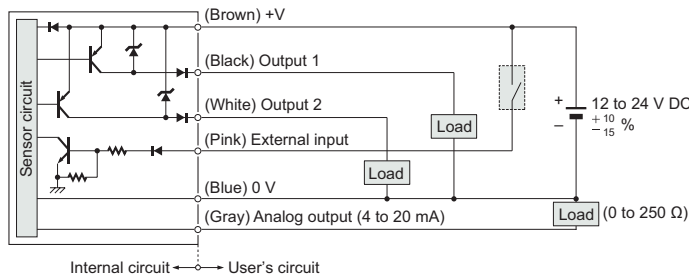 (Brown) +V
(Black) Output 1
(White) Output 2
(Pink) External input
(Blue) 0 V
(Gray) Analog output (4 to 20 mA)
Sensor circuit
Load
Load
+
−
12 to 24 V DC
+10
−15 %
Load (0 to 250 Ω)
Internal circuit
User's circuit